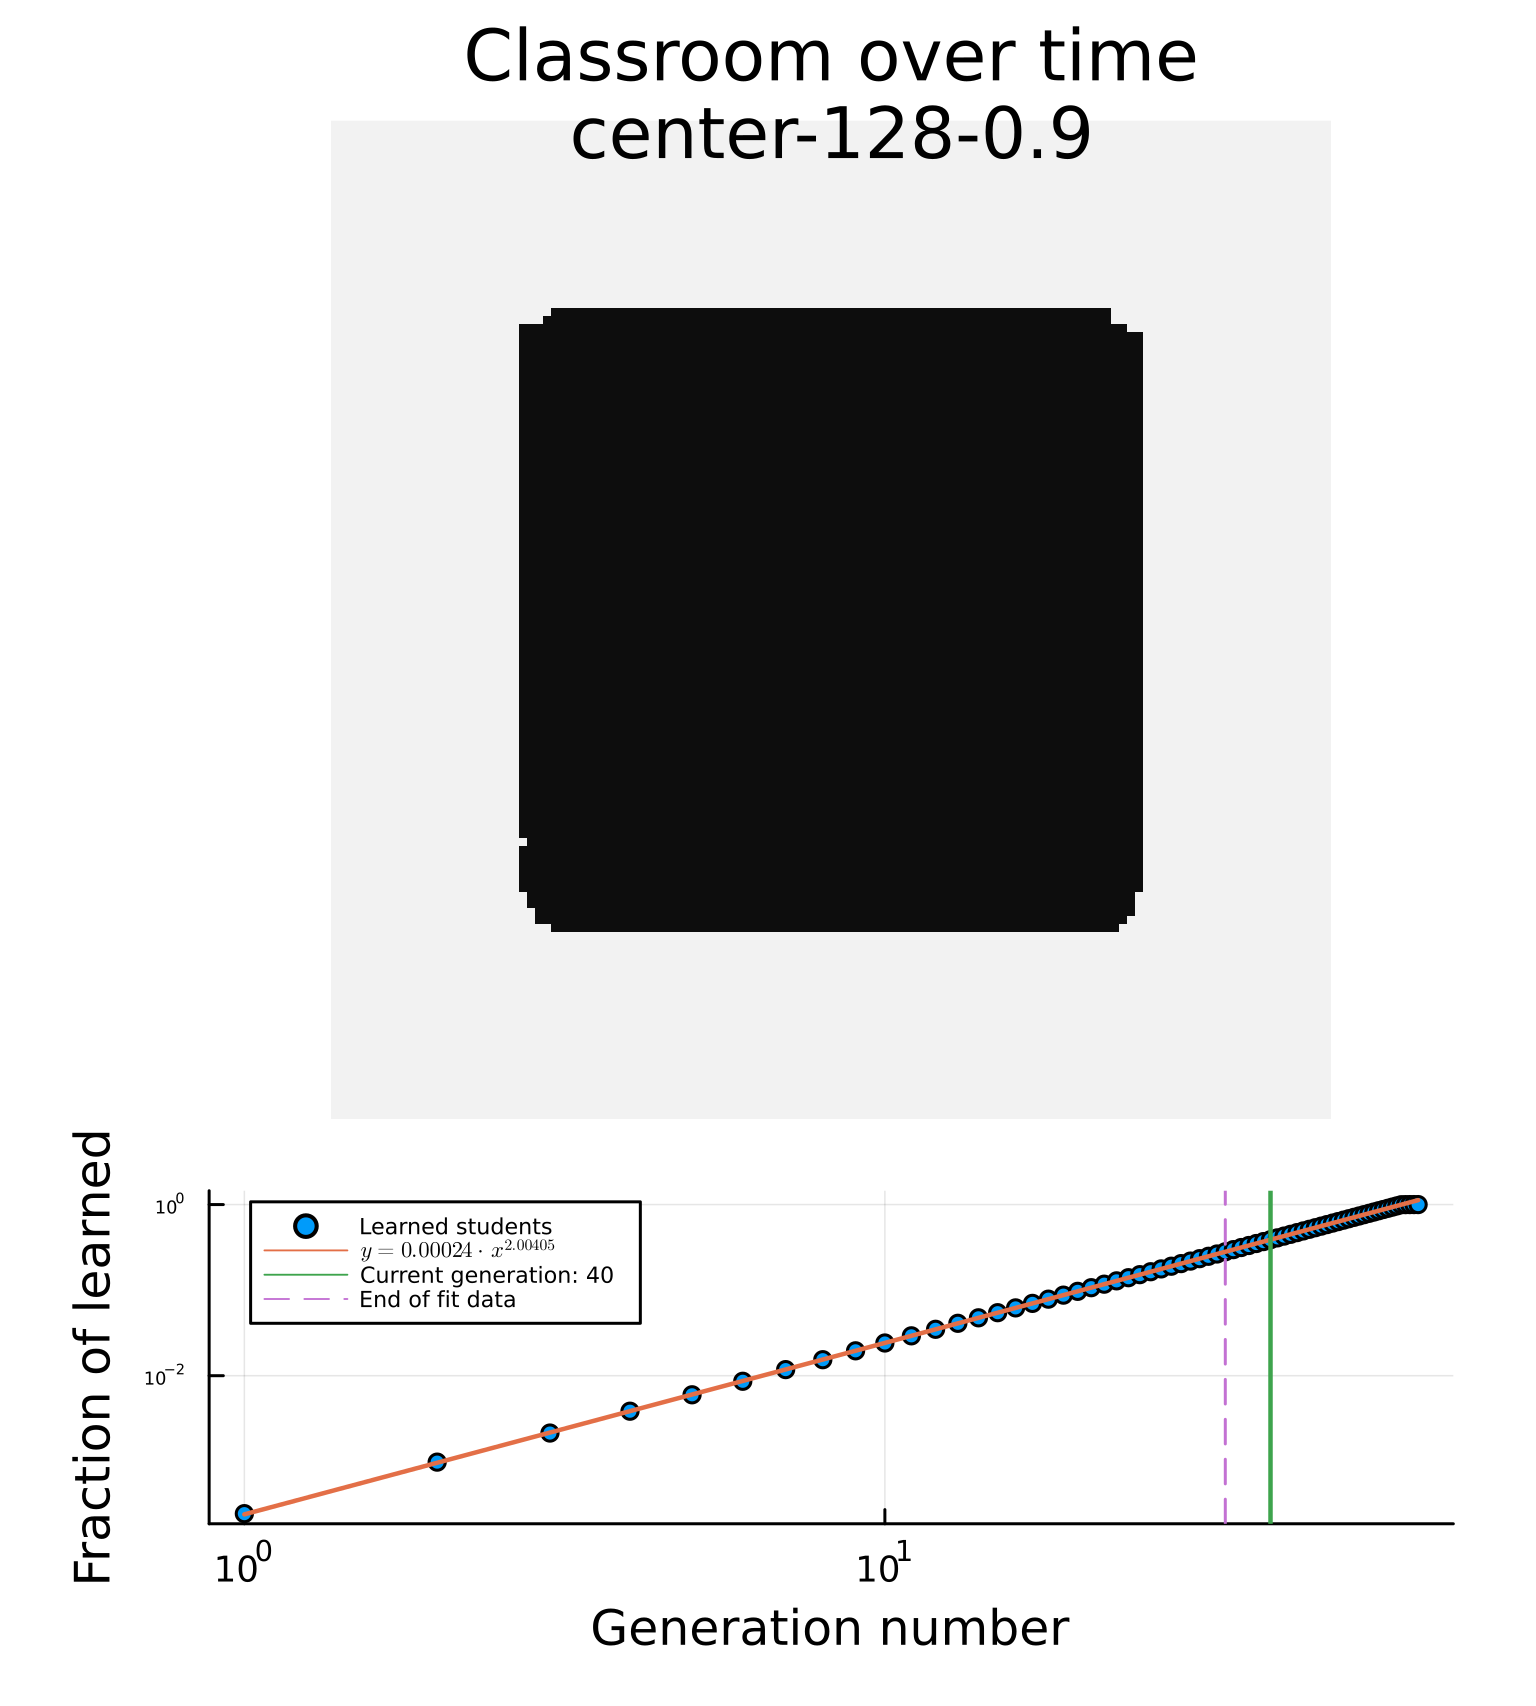 Classroom over time
center-128-0.9
Fraction of learned
10⁰
10⁻²
Learned students
y = 0.00024 · x^2.00405
Current generation: 40
End of fit data
10⁰
10¹
Generation number